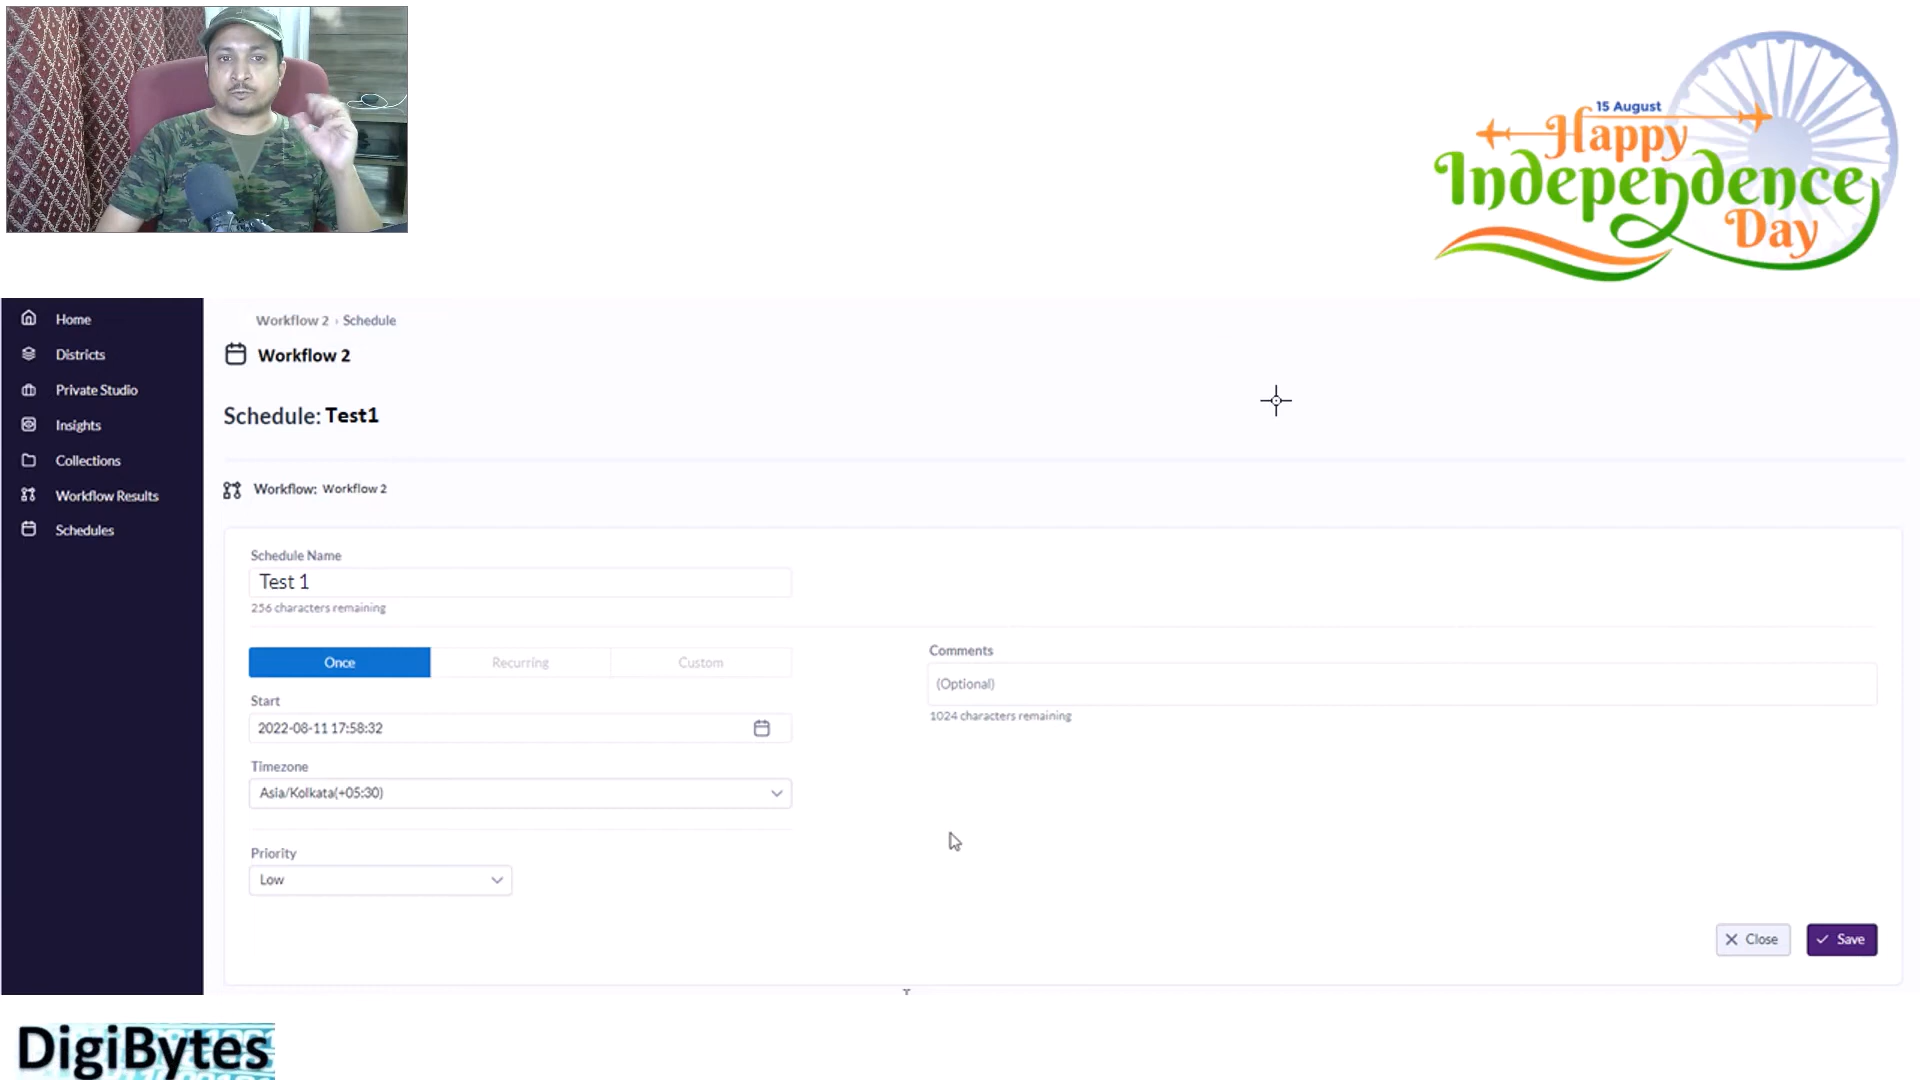 15 August
Happy
Independence
Day
Home
Districts
Private Studio
Insights
Collections
Workflow Results
Schedules
Workflow 2 › Schedule
Workflow 2
Schedule: Test1
Workflow: Workflow 2
Schedule Name
Test 1
256 characters remaining
Once
Recurring
Custom
Start
2022-08-11 17:58:32
Timezone
Asia/Kolkata(+05:30)
Priority
Low
Comments
(Optional)
1024 characters remaining
Close
Save
DigiBytes